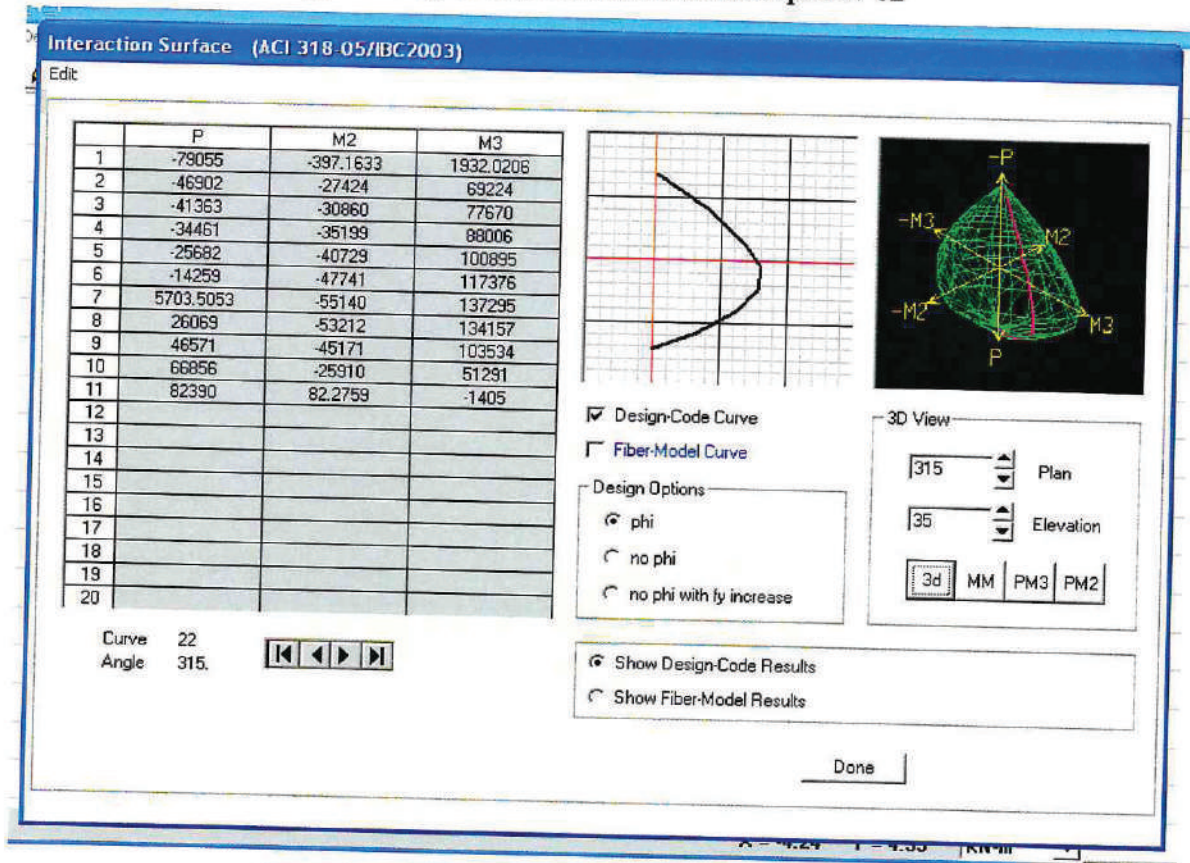 Interaction Surface (ACI 318-05/IBC2003)
Edit
P M2 M3
1 -79055 -397.1633 1932.0206
2 -46902 -27424 69224
3 -41363 -30860 77670
4 -34461 -35199 88006
5 -25682 -40729 100895
6 -14259 -47741 117376
7 5703.5053 -55140 137295
8 26069 -53212 134157
9 46571 -45171 103534
10 66856 -25910 51291
11 82390 82.2759 -1405
12
13
14
15
16
17
18
19
20
Curve 22
Angle 315.
-P
-M3
M2
-M2
M3
P
Design-Code Curve
Fiber-Model Curve
Design Options
phi
no phi
no phi with fy increase
3D View
315 Plan
35 Elevation
3d MM PM3 PM2
Show Design-Code Results
Show Fiber-Model Results
Done